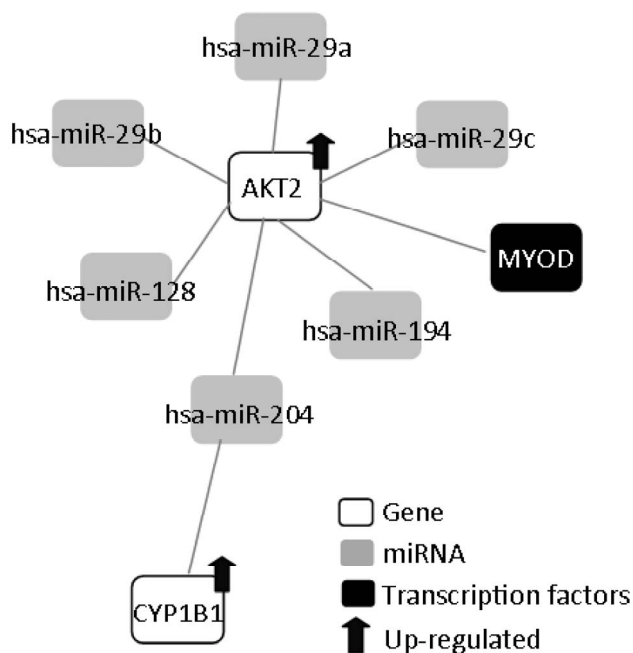 hsa-miR-29a
hsa-miR-29b
hsa-miR-29c
AKT2
MYOD
hsa-miR-128
hsa-miR-194
hsa-miR-204
CYP1B1
Gene
miRNA
Transcription factors
Up-regulated